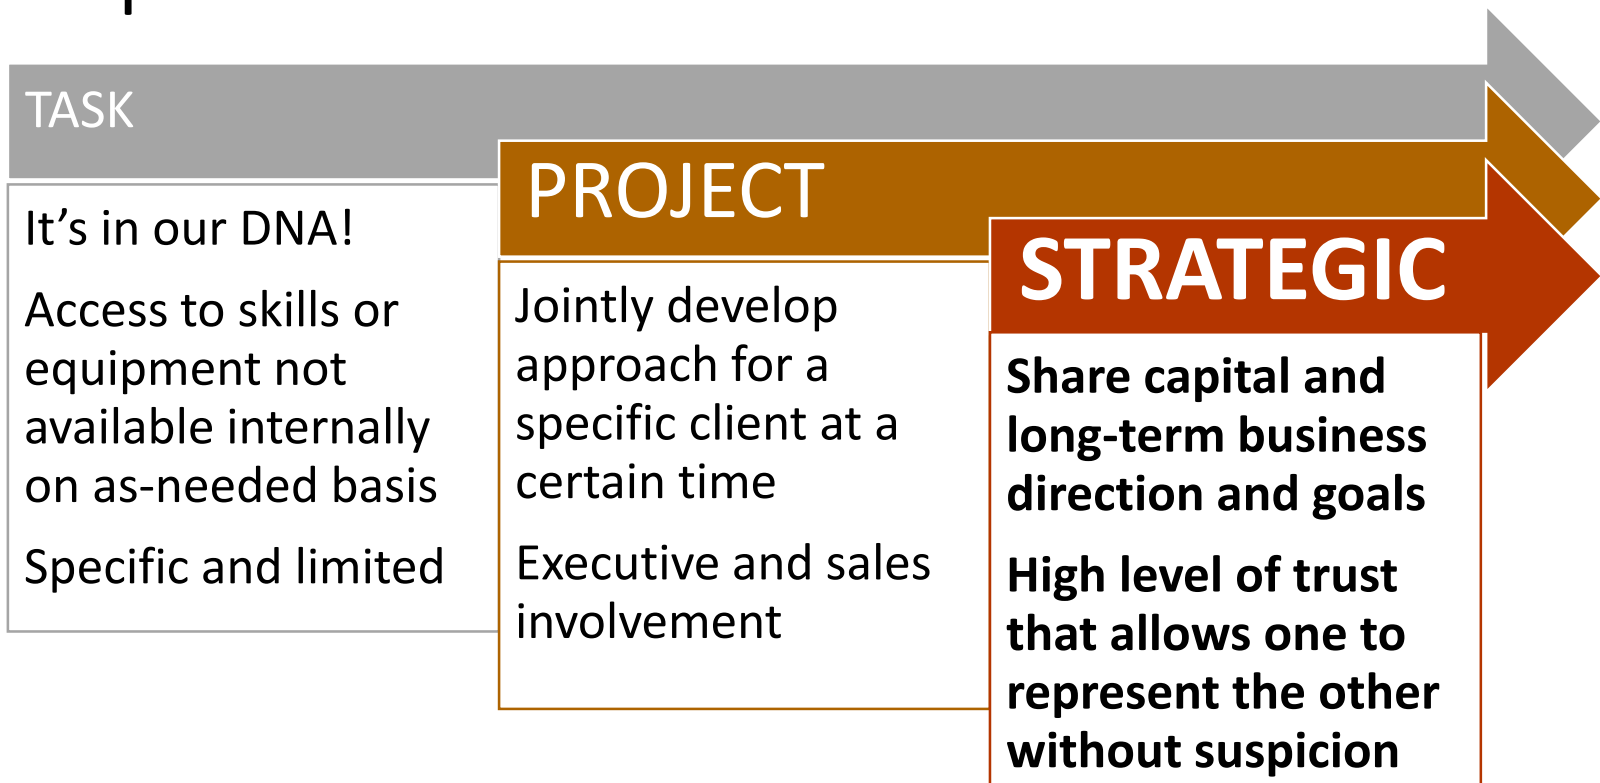 TASK
It's in our DNA!
Access to skills or
equipment not
available internally
on as-needed basis
Specific and limited
PROJECT
Jointly develop
approach for a
specific client at a
certain time
Executive and sales
involvement
STRATEGIC
Share capital and
long-term business
direction and goals
High level of trust
that allows one to
represent the other
without suspicion